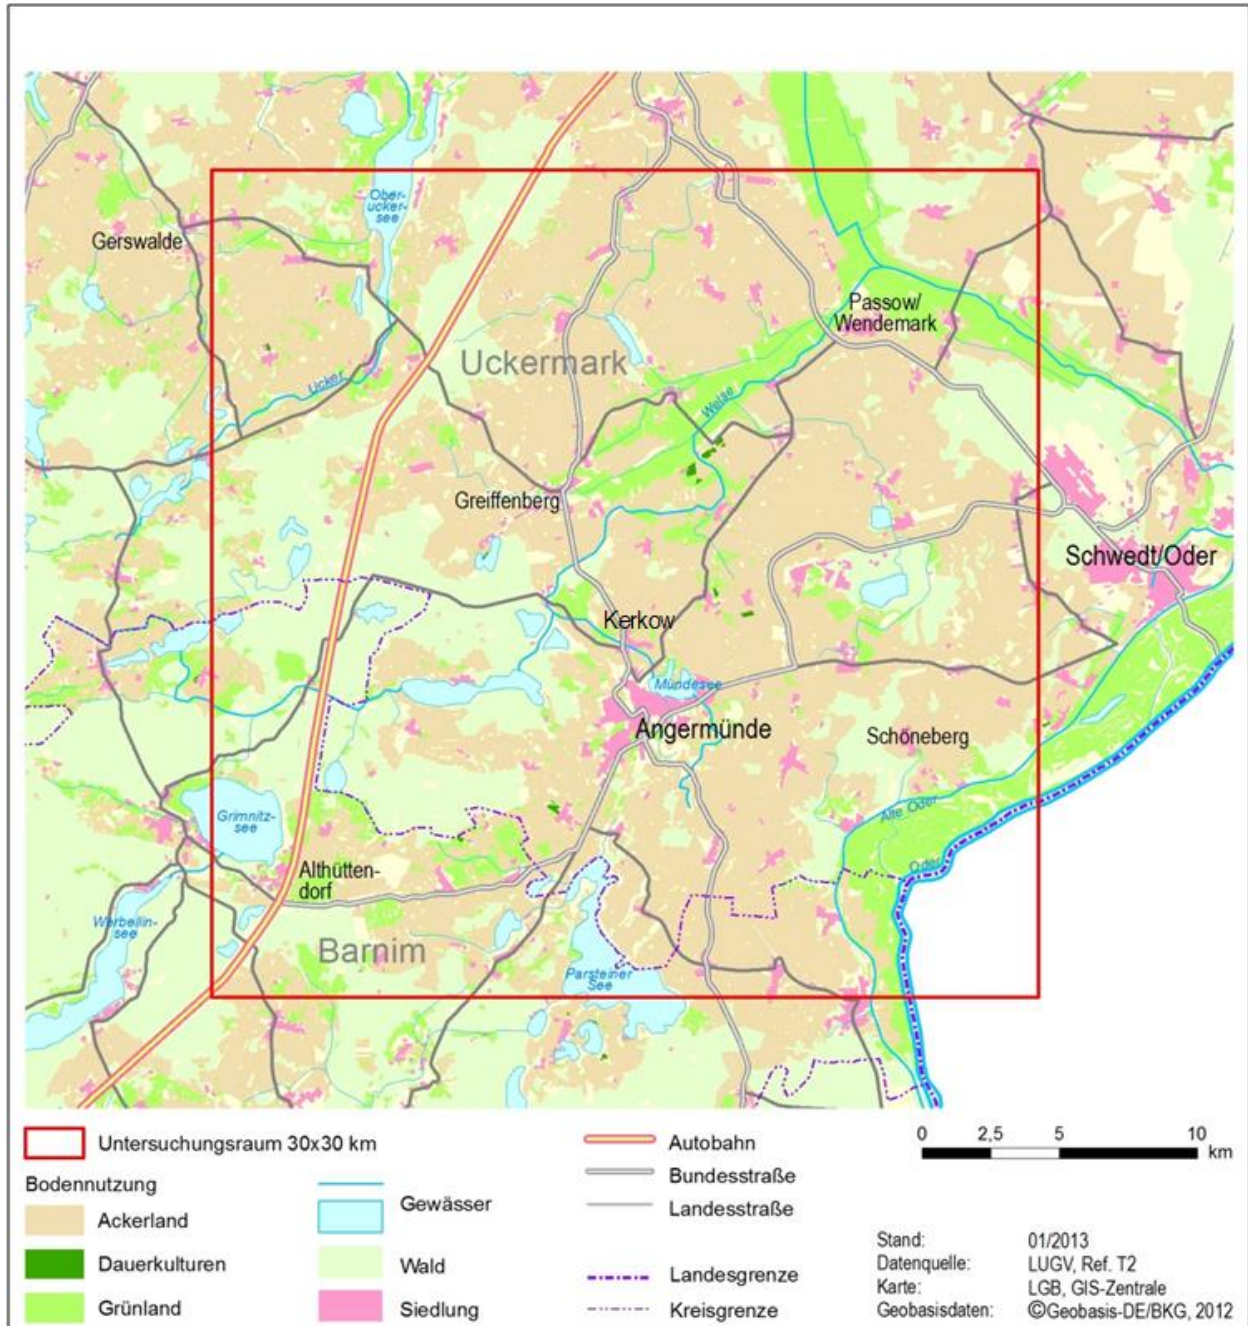 Ober-
ucker-
see
Gerswalde
Passow/
Wendemark
Uckermark
Ucker
Welse
Greiffenberg
Schwedt/Oder
Kerkow
Mündesee
Angermünde
Schöneberg
Alte Oder
Grimnitz-
see
Oder
Althütten-
dorf
Werbellin-
see
Barnim
Parsteiner
See
Untersuchungsraum 30x30 km
Bodennutzung
Ackerland
Dauerkulturen
Grünland
Gewässer
Wald
Siedlung
Autobahn
Bundesstraße
Landesstraße
Landesgrenze
Kreisgrenze
0 2,5 5 10
km
Stand: 01/2013
Datenquelle: LUGV, Ref. T2
Karte: LGB, GIS-Zentrale
Geobasisdaten: ©Geobasis-DE/BKG, 2012